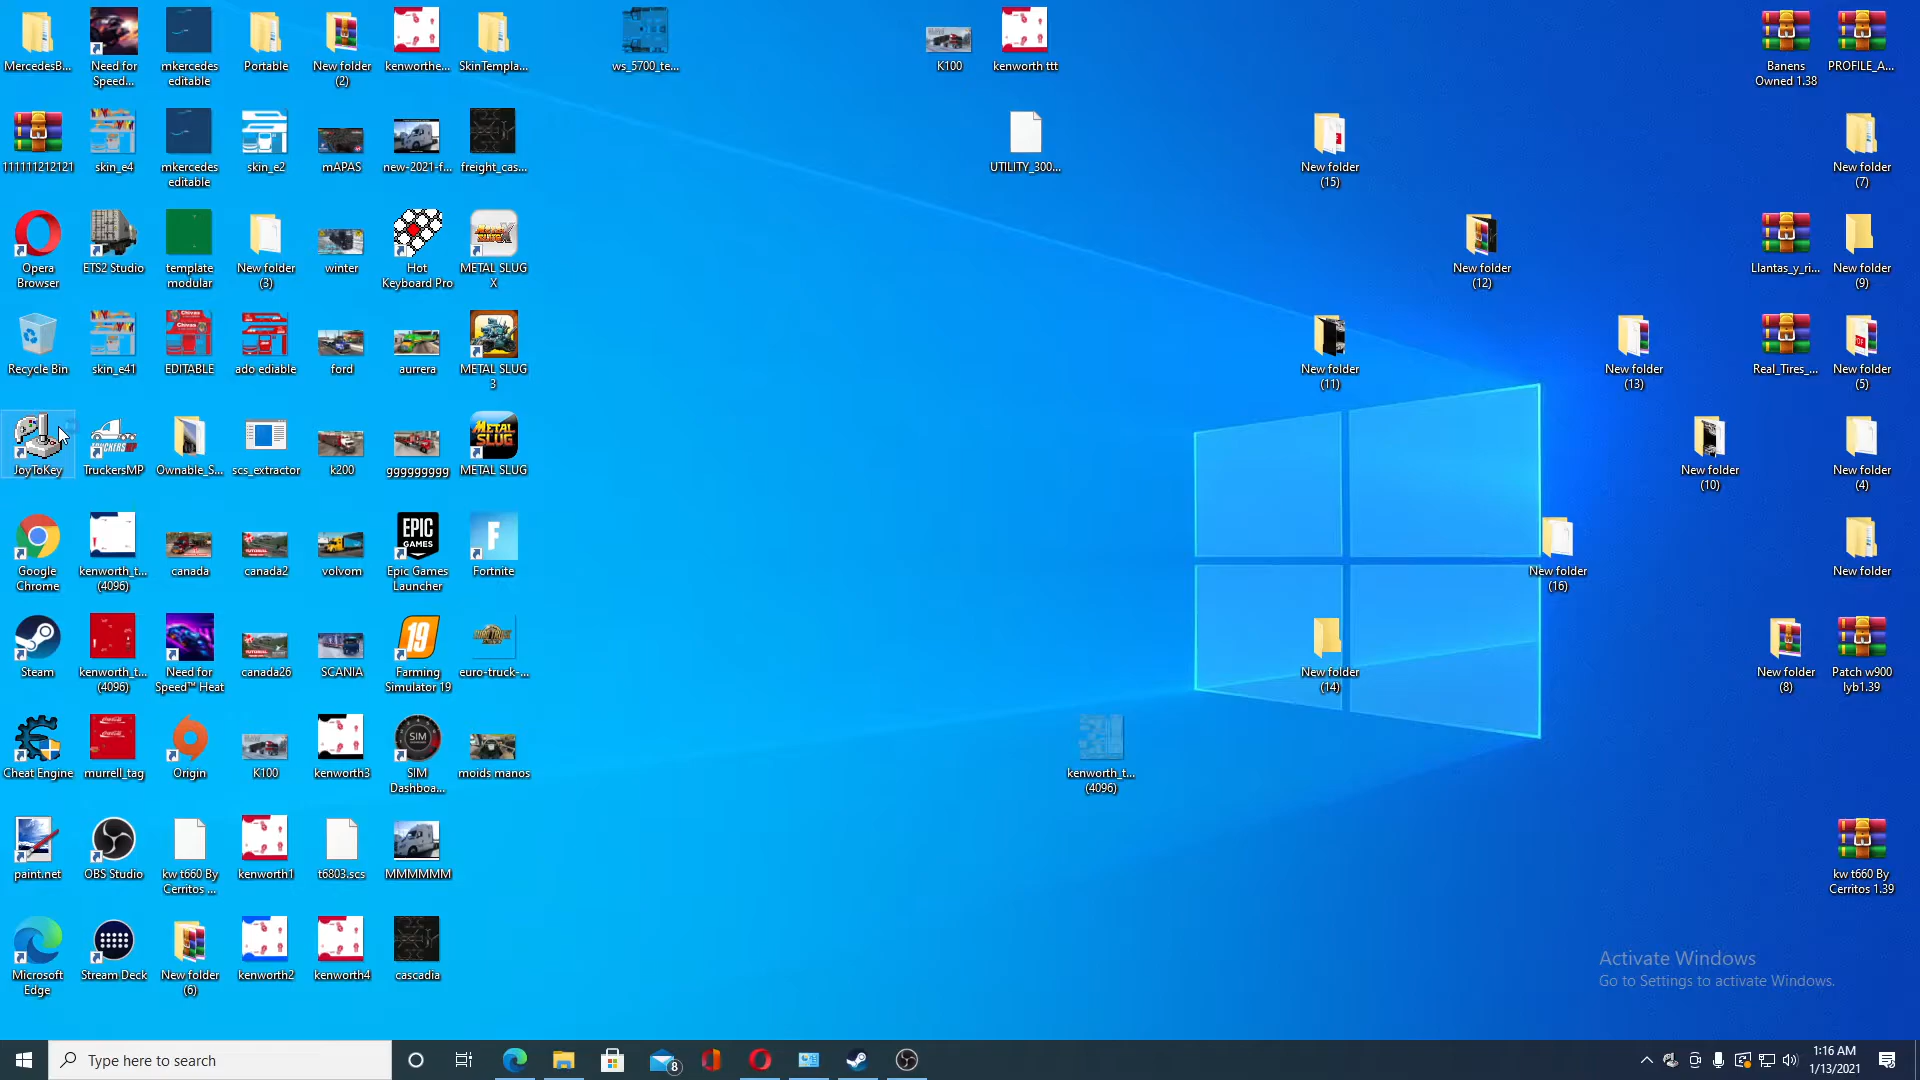 MercedesB...
Need for
Speed...
mkercedes
editable
Portable
New folder
(2)
kenworthe...
SkinTempla...
ws_5700_te...
K100
kenworth ttt
Banens
Owned 1.38
PROFILE_A...
111111212121
skin_e4
mkercedes
editable
skin_e2
mAPAS
new-2021-f...
freight_cas...
UTILITY_300...
New folder
(15)
New folder
(7)
Opera
Browser
ETS2 Studio
template
modular
New folder
(3)
winter
Hot
Keyboard Pro
METAL SLUG
X
New folder
(12)
Llantas_y_ri...
New folder
(9)
Recycle Bin
skin_e41
EDITABLE
ado ediable
ford
aurrera
METAL SLUG
3
New folder
(11)
New folder
(13)
Real_Tires_...
New folder
(5)
JoyToKey
TruckersMP
Ownable_S...
scs_extractor
k200
ggggggggg
METAL SLUG
New folder
(10)
New folder
(4)
Google
Chrome
kenworth_t...
(4096)
canada
canada2
volvom
EPIC
GAMES
Epic Games
Launcher
Fortnite
New folder
(16)
New folder
Steam
kenworth_t...
(4096)
Need for
Speed™ Heat
canada26
SCANIA
19
Farming
Simulator 19
euro-truck-...
New folder
(14)
New folder
(8)
Patch w900
lyb1.39
Cheat Engine
murrell_tag
Origin
K100
kenworth3
SIM
SIM
Dashboa...
moids manos
kenworth_t...
(4096)
paint.net
OBS Studio
kw t660 By
Cerritos ...
kenworth1
t6803.scs
MMMMMM
kw t660 By
Cerritos 1.39
Microsoft
Edge
Stream Deck
New folder
(6)
kenworth2
kenworth4
cascadia
Activate Windows
Go to Settings to activate Windows.
Type here to search
8
1:16 AM
1/13/2021